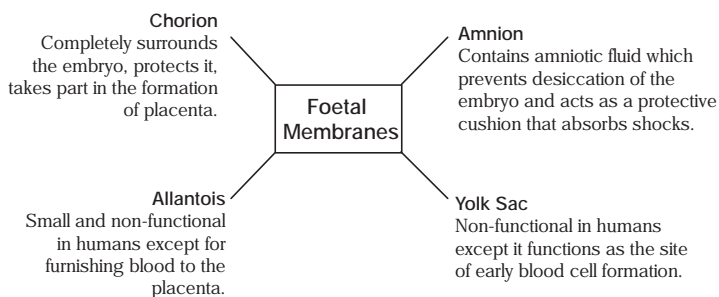 Chorion
Completely surrounds
the embryo, protects it,
takes part in the formation
of placenta.
Amnion
Contains amniotic fluid which
prevents desiccation of the
embryo and acts as a protective
cushion that absorbs shocks.
Foetal
Membranes
Allantois
Small and non-functional
in humans except for
furnishing blood to the
placenta.
Yolk Sac
Non-functional in humans
except it functions as the site
of early blood cell formation.